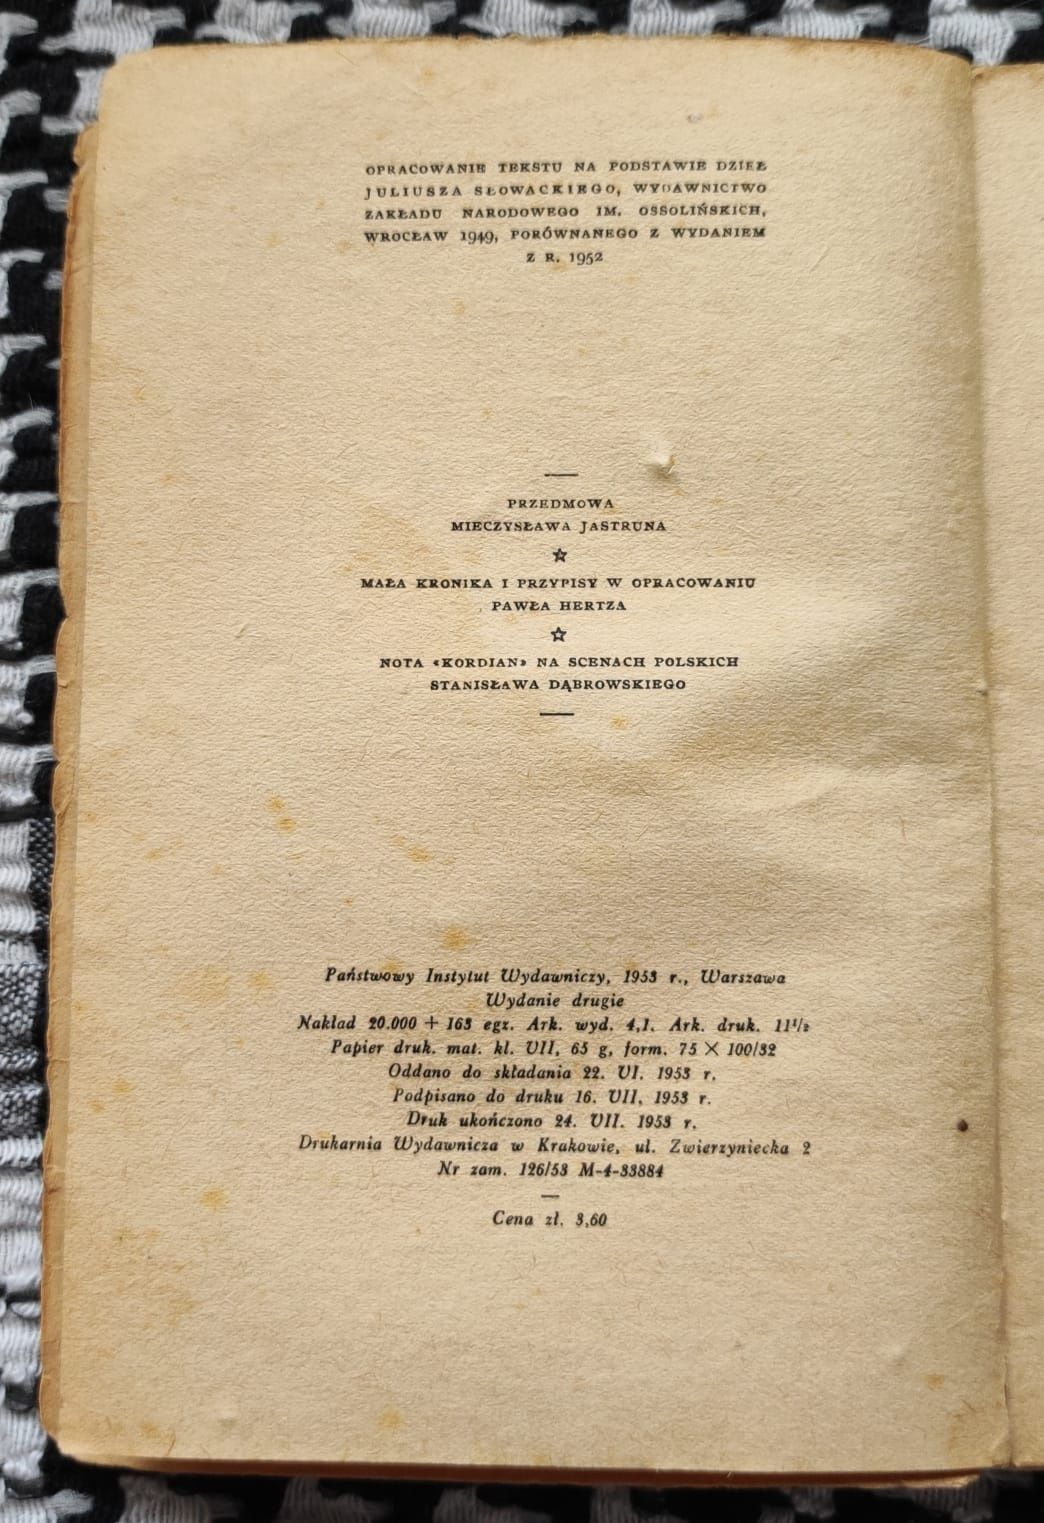 OPRACOWANIE TEKSTU NA PODSTAWIE DZIEŁ
JULIUSZA SŁOWACKIEGO, WYDAWNICTWO
ZAKŁADU NARODOWEGO IM. OSSOLIŃSKICH,
WROCŁAW 1949, PORÓWNANEGO Z WYDANIEM
Z R. 1952
PRZEDMOWA
MIECZYSŁAWA JASTRUNA
MAŁA KRONIKA I PRZYPISY W OPRACOWANIU
PAWŁA HERTZA
NOTA «KORDIAN» NA SCENACH POLSKICH
STANISŁAWA DĄBROWSKIEGO
Państwowy Instytut Wydawniczy, 1953 r., Warszawa
Wydanie drugie
Nakład 20.000 + 163 egz. Ark. wyd. 4,1. Ark. druk. 11½
Papier druk. mat. kl. VII, 65 g, form. 75 × 100/32
Oddano do składania 22. VI. 1953 r.
Podpisano do druku 16. VII. 1953 r.
Druk ukończono 24. VII. 1953 r.
Drukarnia Wydawnicza w Krakowie, ul. Zwierzyniecka 2
Nr zam. 126/53 M-4-33884
Cena zł. 3,60